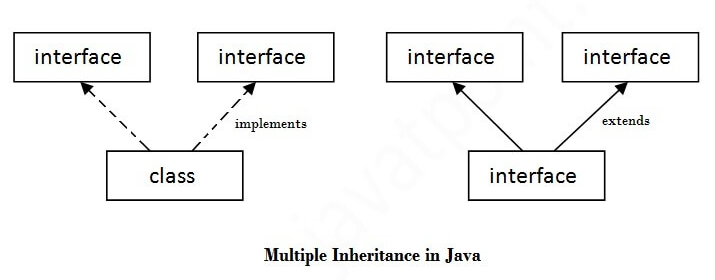 interface
interface
interface
interface
implements
extends
class
interface
Multiple Inheritance in Java